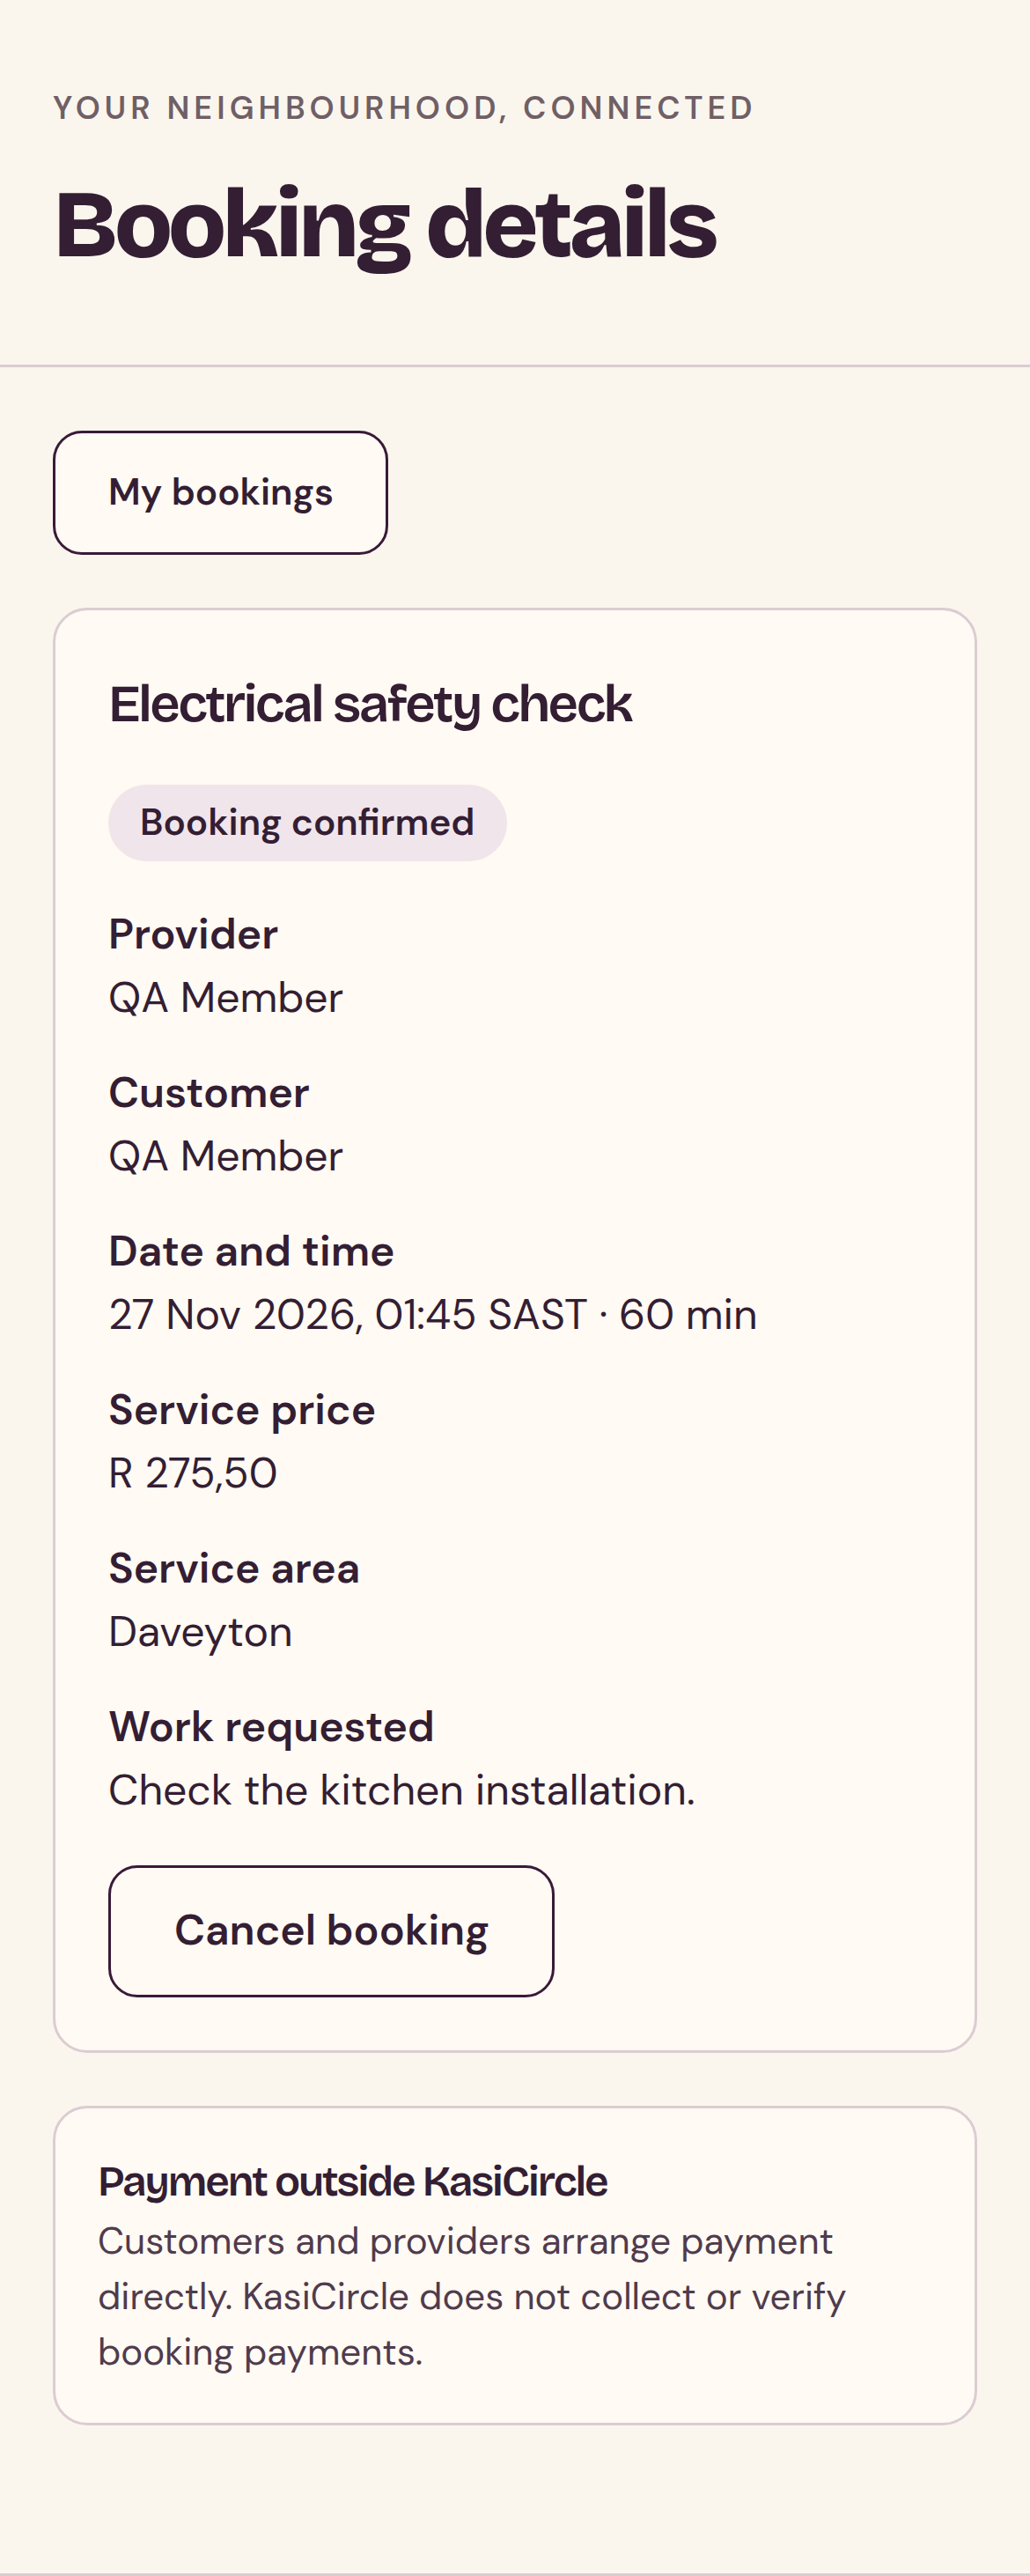 YOUR NEIGHBOURHOOD, CONNECTED
Booking details
My bookings
Electrical safety check
Booking confirmed
Provider
QA Member
Customer
QA Member
Date and time
27 Nov 2026, 01:45 SAST · 60 min
Service price
R 275,50
Service area
Daveyton
Work requested
Check the kitchen installation.
Cancel booking
Payment outside KasiCircle
Customers and providers arrange payment
directly. KasiCircle does not collect or verify
booking payments.